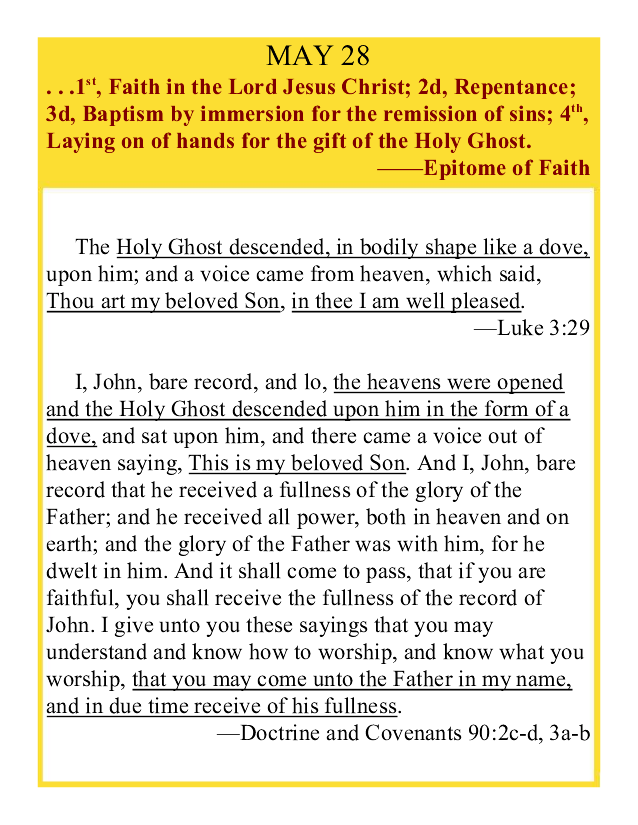 MAY 28
. . .1st, Faith in the Lord Jesus Christ; 2d, Repentance;
3d, Baptism by immersion for the remission of sins; 4th,
Laying on of hands for the gift of the Holy Ghost.
——Epitome of Faith
The Holy Ghost descended, in bodily shape like a dove,
upon him; and a voice came from heaven, which said,
Thou art my beloved Son, in thee I am well pleased.
—Luke 3:29
I, John, bare record, and lo, the heavens were opened
and the Holy Ghost descended upon him in the form of a
dove, and sat upon him, and there came a voice out of
heaven saying, This is my beloved Son. And I, John, bare
record that he received a fullness of the glory of the
Father; and he received all power, both in heaven and on
earth; and the glory of the Father was with him, for he
dwelt in him. And it shall come to pass, that if you are
faithful, you shall receive the fullness of the record of
John. I give unto you these sayings that you may
understand and know how to worship, and know what you
worship, that you may come unto the Father in my name,
and in due time receive of his fullness.
—Doctrine and Covenants 90:2c-d, 3a-b